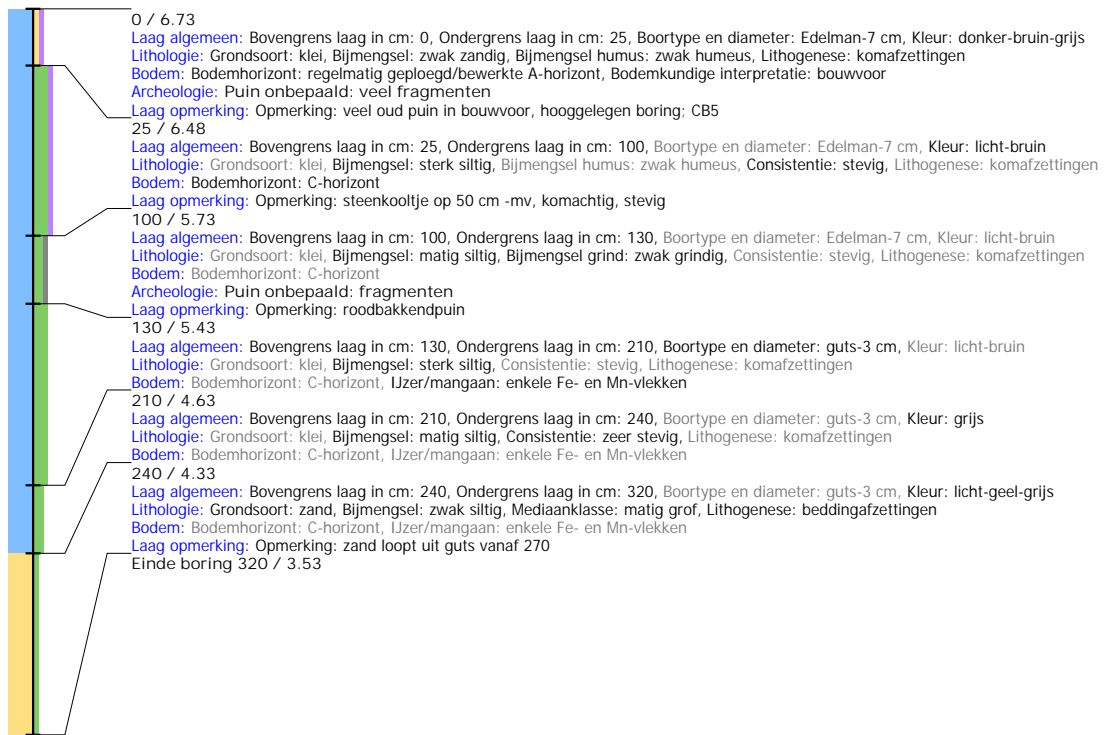 0 / 6.73
Laag algemeen: Bovengrens laag in cm: 0, Ondergrens laag in cm: 25, Boortype en diameter: Edelman-7 cm, Kleur: donker-bruin-grijs
Lithologie: Grondsoort: klei, Bijmengsel: zwak zandig, Bijmengsel humus: zwak humeus, Lithogenese: komafzettingen
Bodem: Bodemhorizont: regelmatig geploegd/bewerkte A-horizont, Bodemkundige interpretatie: bouwvoor
Archeologie: Puin onbepaald: veel fragmenten
Laag opmerking: Opmerking: veel oud puin in bouwvoor, hooggelegen boring; CB5
25 / 6.48
Laag algemeen: Bovengrens laag in cm: 25, Ondergrens laag in cm: 100, Boortype en diameter: Edelman-7 cm, Kleur: licht-bruin
Lithologie: Grondsoort: klei, Bijmengsel: sterk siltig, Bijmengsel humus: zwak humeus, Consistentie: stevig, Lithogenese: komafzettingen
Bodem: Bodemhorizont: C-horizont
Laag opmerking: Opmerking: steenkooltje op 50 cm -mv, komachtig, stevig
100 / 5.73
Laag algemeen: Bovengrens laag in cm: 100, Ondergrens laag in cm: 130, Boortype en diameter: Edelman-7 cm, Kleur: licht-bruin
Lithologie: Grondsoort: klei, Bijmengsel: matig siltig, Bijmengsel grind: zwak grindig, Consistentie: stevig, Lithogenese: komafzettingen
Bodem: Bodemhorizont: C-horizont
Archeologie: Puin onbepaald: fragmenten
Laag opmerking: Opmerking: roodbakkendpuin
130 / 5.43
Laag algemeen: Bovengrens laag in cm: 130, Ondergrens laag in cm: 210, Boortype en diameter: guts-3 cm, Kleur: licht-bruin
Lithologie: Grondsoort: klei, Bijmengsel: sterk siltig, Consistentie: stevig, Lithogenese: komafzettingen
Bodem: Bodemhorizont: C-horizont, IJzer/mangaan: enkele Fe- en Mn-vlekken
210 / 4.63
Laag algemeen: Bovengrens laag in cm: 210, Ondergrens laag in cm: 240, Boortype en diameter: guts-3 cm, Kleur: grijs
Lithologie: Grondsoort: klei, Bijmengsel: matig siltig, Consistentie: zeer stevig, Lithogenese: komafzettingen
Bodem: Bodemhorizont: C-horizont, IJzer/mangaan: enkele Fe- en Mn-vlekken
240 / 4.33
Laag algemeen: Bovengrens laag in cm: 240, Ondergrens laag in cm: 320, Boortype en diameter: guts-3 cm, Kleur: licht-geel-grijs
Lithologie: Grondsoort: zand, Bijmengsel: zwak siltig, Mediaanklasse: matig grof, Lithogenese: beddingafzettingen
Bodem: Bodemhorizont: C-horizont, IJzer/mangaan: enkele Fe- en Mn-vlekken
Laag opmerking: Opmerking: zand loopt uit guts vanaf 270
Einde boring 320 / 3.53